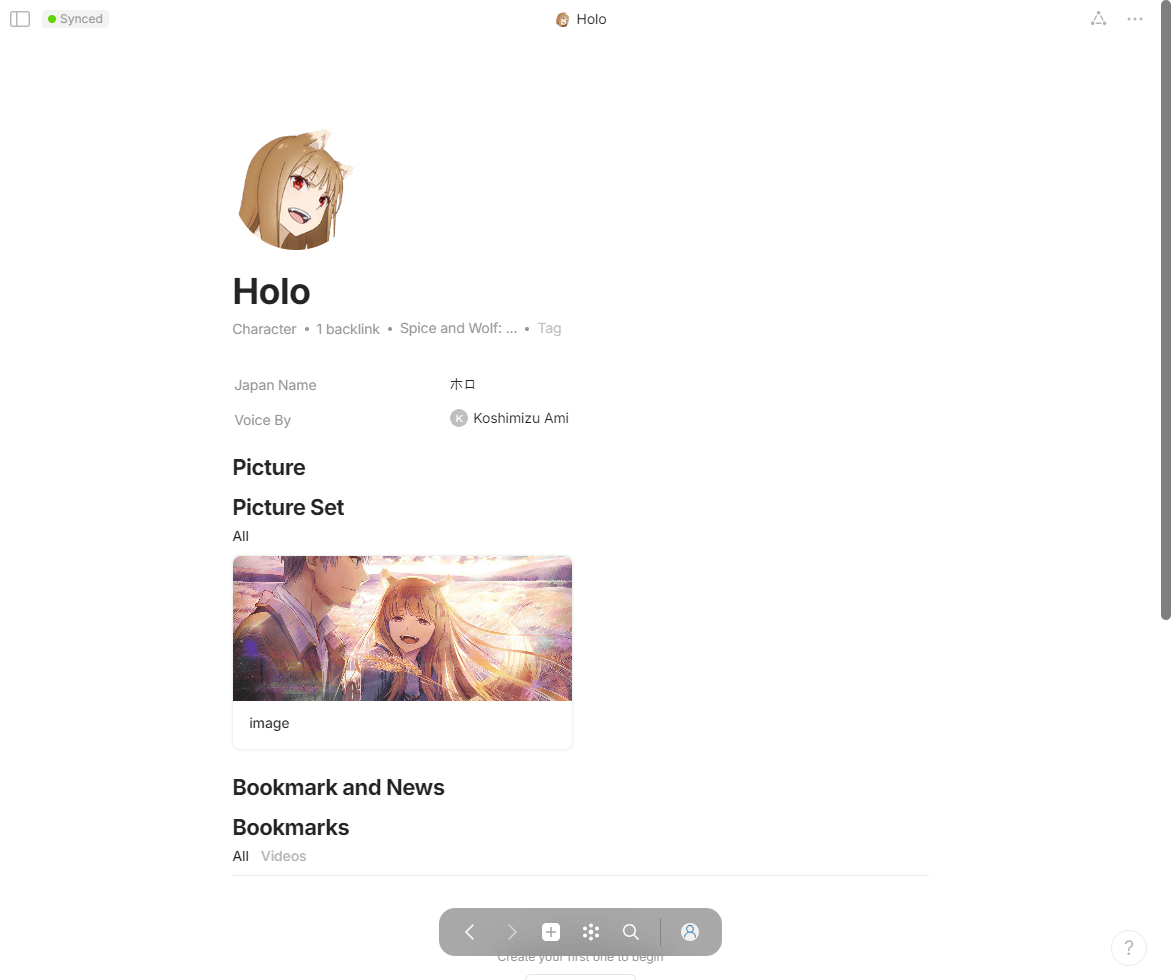 Synced
Holo
Holo
Character • 1 backlink • Spice and Wolf: ... • Tag
Japan Name ホロ
Voice By K Koshimizu Ami
Picture
Picture Set
All
image
Bookmark and News
Bookmarks
All Videos
Create your first one to begin
?